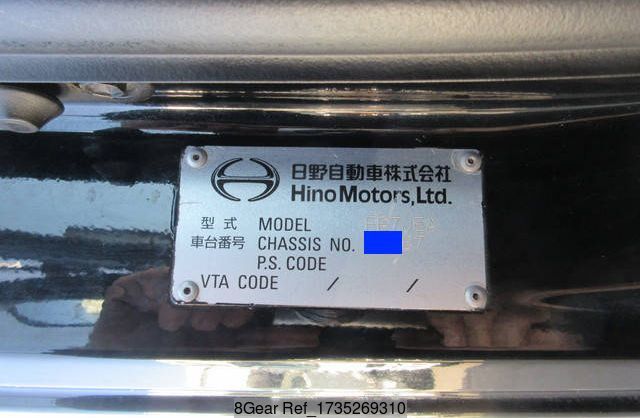 日野自動車株式会社
Hino Motors, Ltd.
型式 MODEL
車台番号 CHASSIS NO.
P.S. CODE
VTA CODE / /
8Gear Ref_1735269310